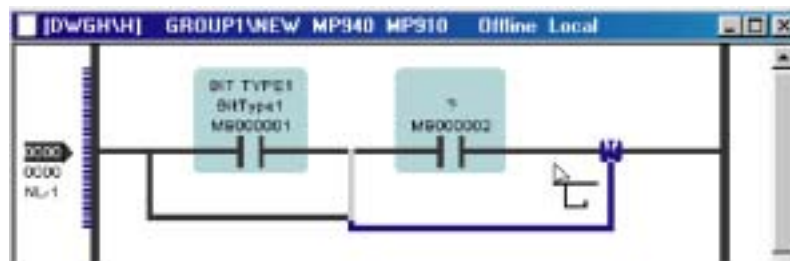 [DWGH\H] GROUP1\NEW MP940 MP910 Offline Local
BIT TYPE1
BitType1
MB000001
MB000002
0000
0000
NL-1